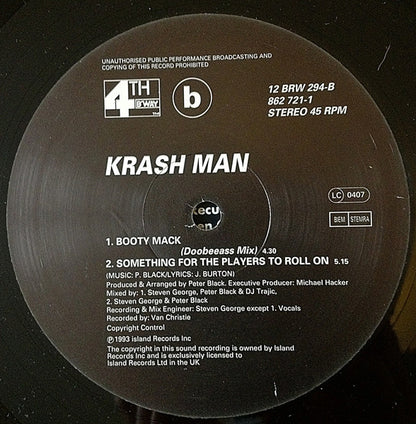 UNAUTHORISED PUBLIC PERFORMANCE BROADCASTING AND
COPYING OF THIS RECORD PROHIBITED
4TH
B'WAY
TM
b
12 BRW 294-B
862 721-1
STEREO 45 RPM
KRASH MAN
LC 0407
BIEM STEMRA
ecu
en
1. BOOTY MACK
(Doobeeass Mix) 4.30
2. SOMETHING FOR THE PLAYERS TO ROLL ON 5.15
(MUSIC: P. BLACK/LYRICS: J. BURTON)
Produced & Arranged by Peter Black. Executive Producer: Michael Hacker
Mixed by: 1. Steven George, Peter Black & DJ Trajic,
2. Steven George & Peter Black
Recording & Mix Engineer: Steven George except 1. Vocals
Recorded by: Van Christie
Copyright Control
℗1993 island Records Inc
The copyright in this sound recording is owned by Island
Records Inc and is exclusively licensed to
Island Records Ltd in the UK